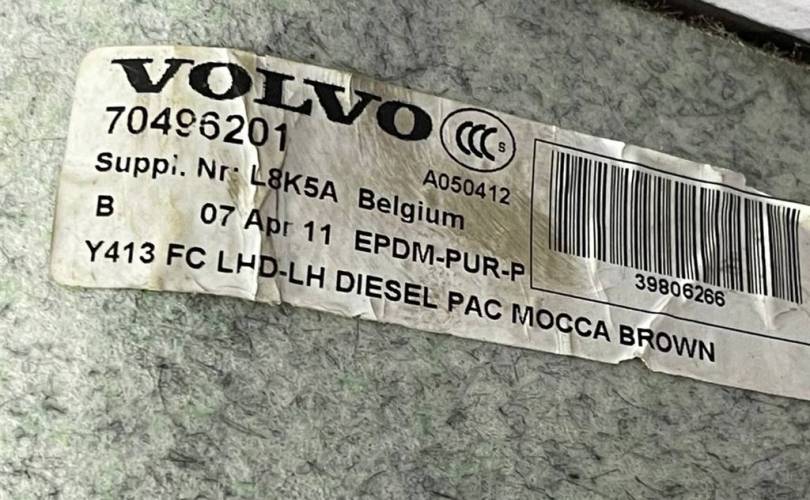 VOLVO
70496201
CCC S
A050412
Suppl. Nr: L8K5A Belgium
B 07 Apr 11 EPDM-PUR-P
Y413 FC LHD-LH DIESEL PAC MOCCA BROWN
39806266